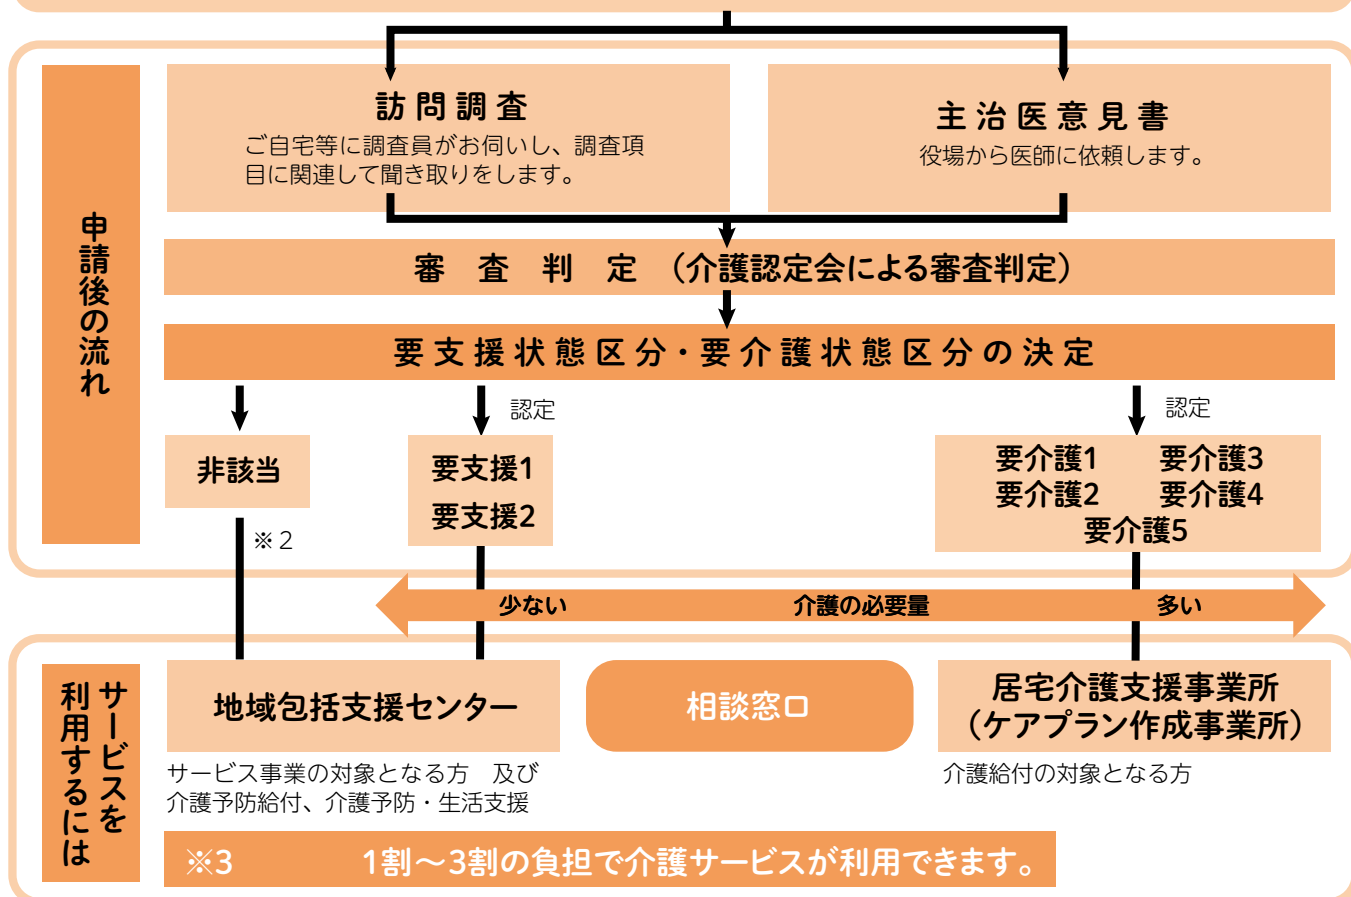 申請後の流れ
訪問調査
ご自宅等に調査員がお伺いし、調査項
目に関連して聞き取りをします。
主治医意見書
役場から医師に依頼します。
審査判定（介護認定会による審査判定）
要支援状態区分・要介護状態区分の決定
認定
認定
非該当
要支援1
要支援2
要介護1 要介護3
要介護2 要介護4
要介護5
※2
少ない 介護の必要量 多い
サービスを
利用するには
地域包括支援センター
相談窓口
居宅介護支援事業所
（ケアプラン作成事業所）
サービス事業の対象となる方　及び
介護予防給付、介護予防・生活支援
介護給付の対象となる方
※3 1割～3割の負担で介護サービスが利用できます。